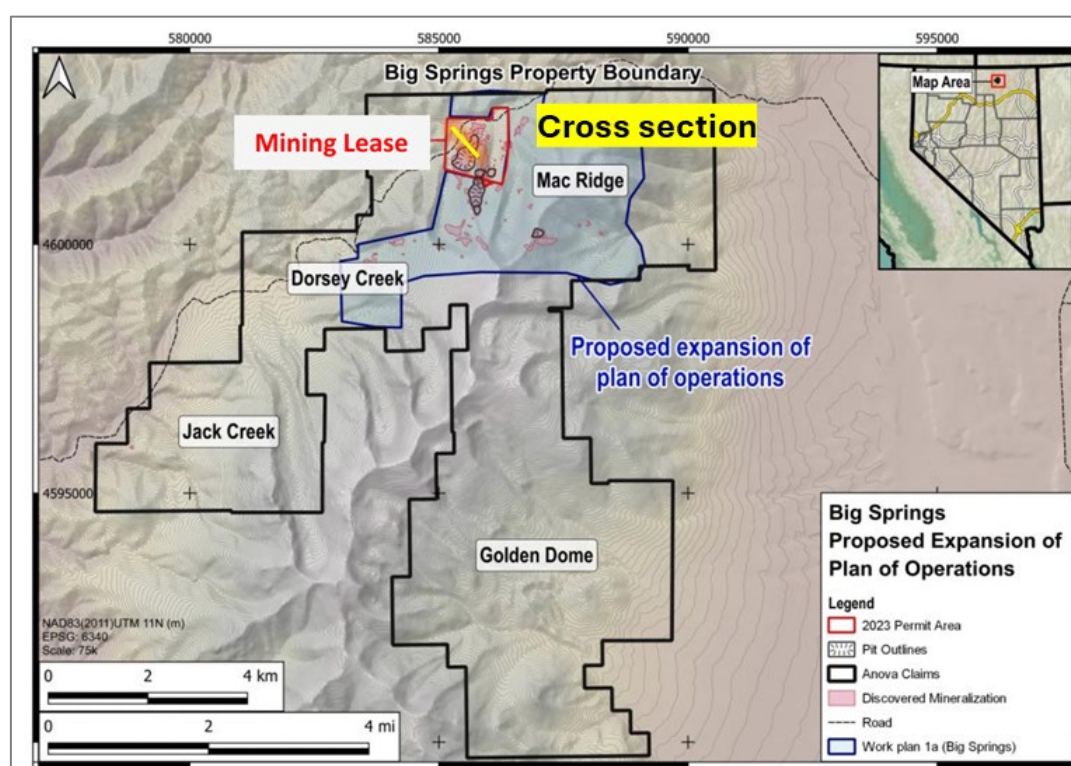 580000
585000
590000
595000
Big Springs Property Boundary
Map Area
Mining Lease
Cross section
Mac Ridge
4600000
Dorsey Creek
Proposed expansion of
plan of operations
Jack Creek
4595000
Golden Dome
NAD83(2011)UTM 11N (m)
EPSG: 6340
Scale: 75k
0
2
4 km
0
2
4 mi
Big Springs
Proposed Expansion of
Plan of Operations
Legend
2023 Permit Area
Pit Outlines
Anova Claims
Discovered Mineralization
Road
Work plan 1a (Big Springs)